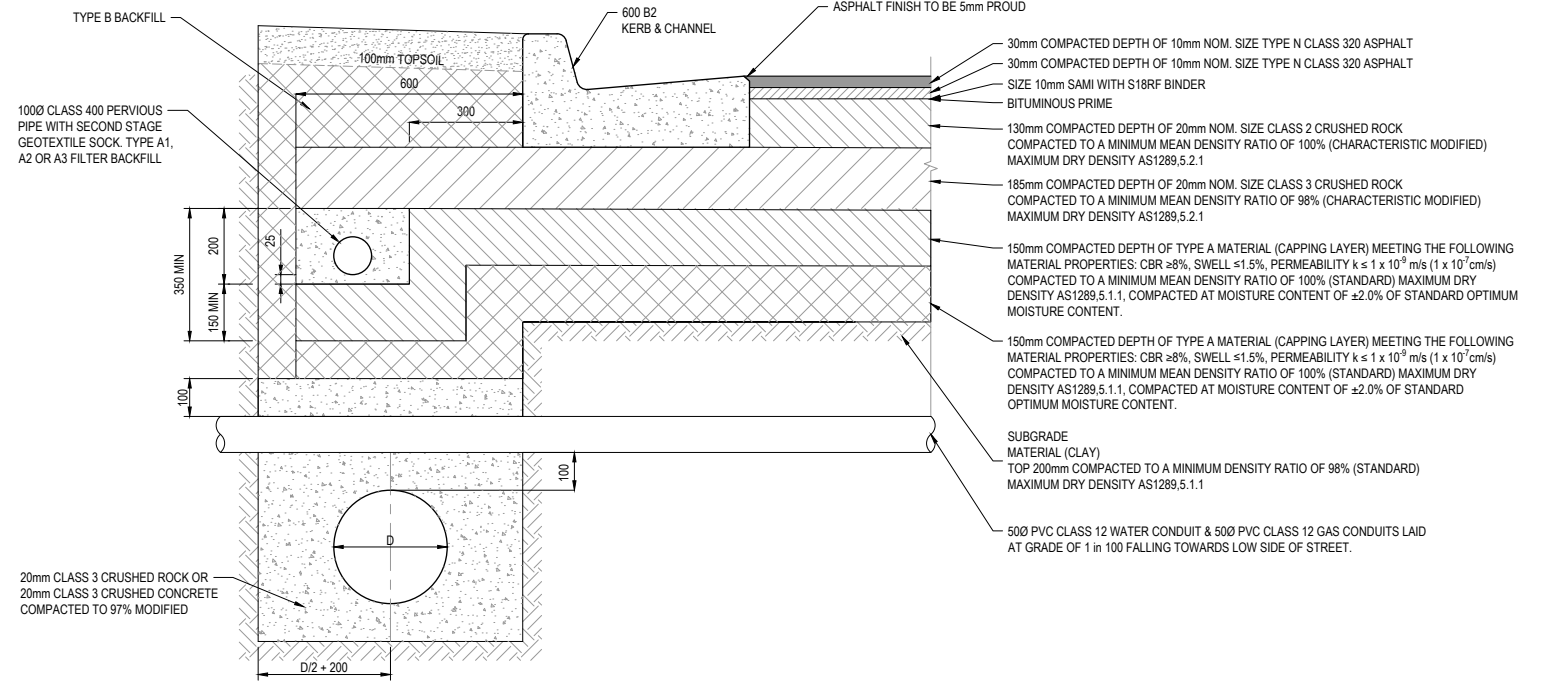 TYPE B BACKFILL
100mm TOPSOIL
600
300
600 B2
KERB & CHANNEL
ASPHALT FINISH TO BE 5mm PROUD
100Ø CLASS 400 PERVIOUS
PIPE WITH SECOND STAGE
GEOTEXTILE SOCK. TYPE A1,
A2 OR A3 FILTER BACKFILL
350 MIN
200
25
150 MIN
100
100
D
20mm CLASS 3 CRUSHED ROCK OR
20mm CLASS 3 CRUSHED CONCRETE
COMPACTED TO 97% MODIFIED
D/2 + 200
30mm COMPACTED DEPTH OF 10mm NOM. SIZE TYPE N CLASS 320 ASPHALT
30mm COMPACTED DEPTH OF 10mm NOM. SIZE TYPE N CLASS 320 ASPHALT
SIZE 10mm SAMI WITH S18RF BINDER
BITUMINOUS PRIME
130mm COMPACTED DEPTH OF 20mm NOM. SIZE CLASS 2 CRUSHED ROCK
COMPACTED TO A MINIMUM MEAN DENSITY RATIO OF 100% (CHARACTERISTIC MODIFIED)
MAXIMUM DRY DENSITY AS1289,5.2.1
185mm COMPACTED DEPTH OF 20mm NOM. SIZE CLASS 3 CRUSHED ROCK
COMPACTED TO A MINIMUM MEAN DENSITY RATIO OF 98% (CHARACTERISTIC MODIFIED)
MAXIMUM DRY DENSITY AS1289,5.2.1
150mm COMPACTED DEPTH OF TYPE A MATERIAL (CAPPING LAYER) MEETING THE FOLLOWING
MATERIAL PROPERTIES: CBR ≥8%, SWELL ≤1.5%, PERMEABILITY k ≤ 1 x 10⁻⁹ m/s (1 x 10⁻⁷cm/s)
COMPACTED TO A MINIMUM MEAN DENSITY RATIO OF 100% (STANDARD) MAXIMUM DRY
DENSITY AS1289,5.1.1, COMPACTED AT MOISTURE CONTENT OF ±2.0% OF STANDARD OPTIMUM
MOISTURE CONTENT.
150mm COMPACTED DEPTH OF TYPE A MATERIAL (CAPPING LAYER) MEETING THE FOLLOWING
MATERIAL PROPERTIES: CBR ≥8%, SWELL ≤1.5%, PERMEABILITY k ≤ 1 x 10⁻⁹ m/s (1 x 10⁻⁷cm/s)
COMPACTED TO A MINIMUM MEAN DENSITY RATIO OF 100% (STANDARD) MAXIMUM DRY
DENSITY AS1289,5.1.1, COMPACTED AT MOISTURE CONTENT OF ±2.0% OF STANDARD
OPTIMUM MOISTURE CONTENT.
SUBGRADE
MATERIAL (CLAY)
TOP 200mm COMPACTED TO A MINIMUM DENSITY RATIO OF 98% (STANDARD)
MAXIMUM DRY DENSITY AS1289,5.1.1
50Ø PVC CLASS 12 WATER CONDUIT & 50Ø PVC CLASS 12 GAS CONDUITS LAID
AT GRADE OF 1 in 100 FALLING TOWARDS LOW SIDE OF STREET.